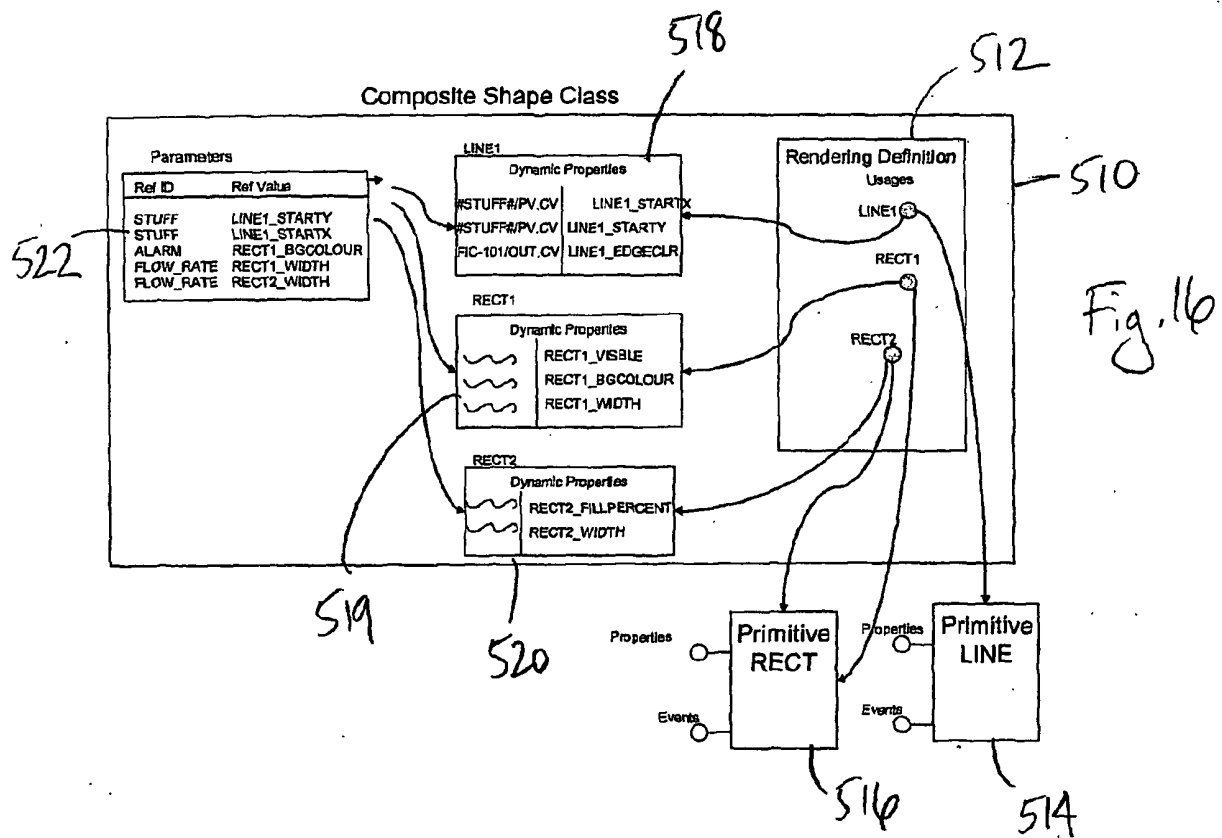 518
512
Composite Shape Class
510
Parameters
Ref ID Ref Value
STUFF LINE1_STARTY
STUFF LINE1_STARTX
ALARM RECT1_BGCOLOUR
FLOW_RATE RECT1_WIDTH
FLOW_RATE RECT2_WIDTH
522
LINE1
Dynamic Properties
#STUFF#/PV.CV LINE1_STARTX
#STUFF#/PV.CV LINE1_STARTY
FIC-101/OUT.CV LINE1_EDGECLR
RECT1
Dynamic Properties
RECT1_VISBLE
RECT1_BGCOLOUR
RECT1_WIDTH
RECT2
Dynamic Properties
RECT2_FILLPERCENT
RECT2_WIDTH
Rendering Definition
Usages
LINE1
RECT1
RECT2
Fig. 16
519
520
Properties
Primitive
RECT
Events
516
Properties
Primitive
LINE
Events
514